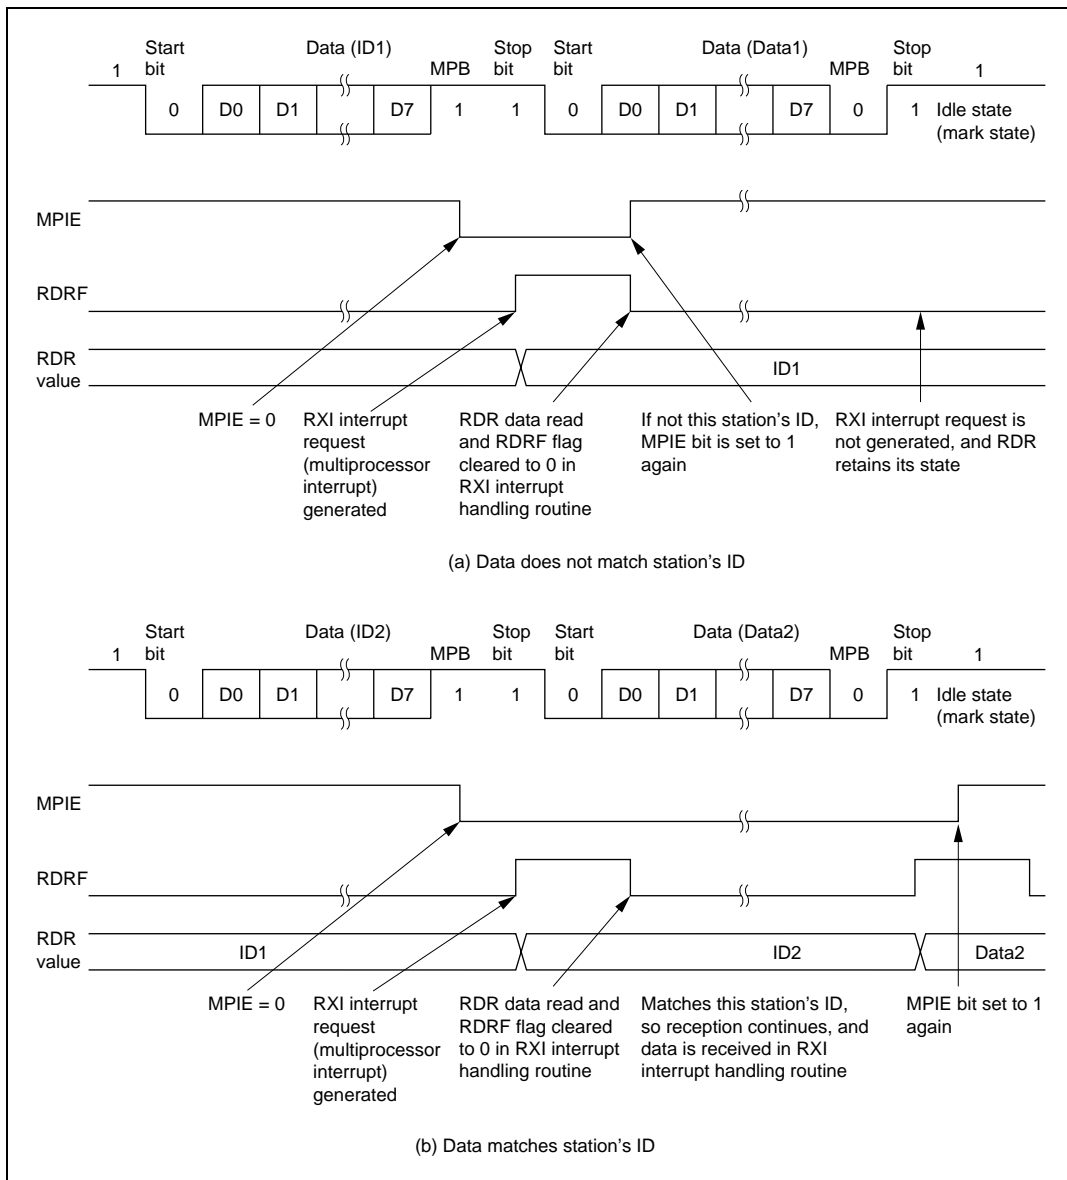 Start bit
Data (ID1)
Stop bit
Start bit
Data (Data1)
Stop bit
1
MPB
MPB
1
0
D0
D1
D7
1
1
0
D0
D1
D7
0
1
Idle state
(mark state)
MPIE
RDRF
RDR
value
ID1
MPIE = 0
RXI interrupt
request
(multiprocessor
interrupt)
generated
RDR data read
and RDRF flag
cleared to 0 in
RXI interrupt
handling routine
If not this station's ID,
MPIE bit is set to 1
again
RXI interrupt request is
not generated, and RDR
retains its state
(a) Data does not match station's ID
Start bit
Data (ID2)
Stop bit
Start bit
Data (Data2)
Stop bit
1
MPB
MPB
1
0
D0
D1
D7
1
1
0
D0
D1
D7
0
1
Idle state
(mark state)
MPIE
RDRF
RDR
value
ID1
ID2
Data2
MPIE = 0
RXI interrupt
request
(multiprocessor
interrupt)
generated
RDR data read and
RDRF flag cleared
to 0 in RXI interrupt
handling routine
Matches this station's ID,
so reception continues, and
data is received in RXI
interrupt handling routine
MPIE bit set to 1
again
(b) Data matches station's ID